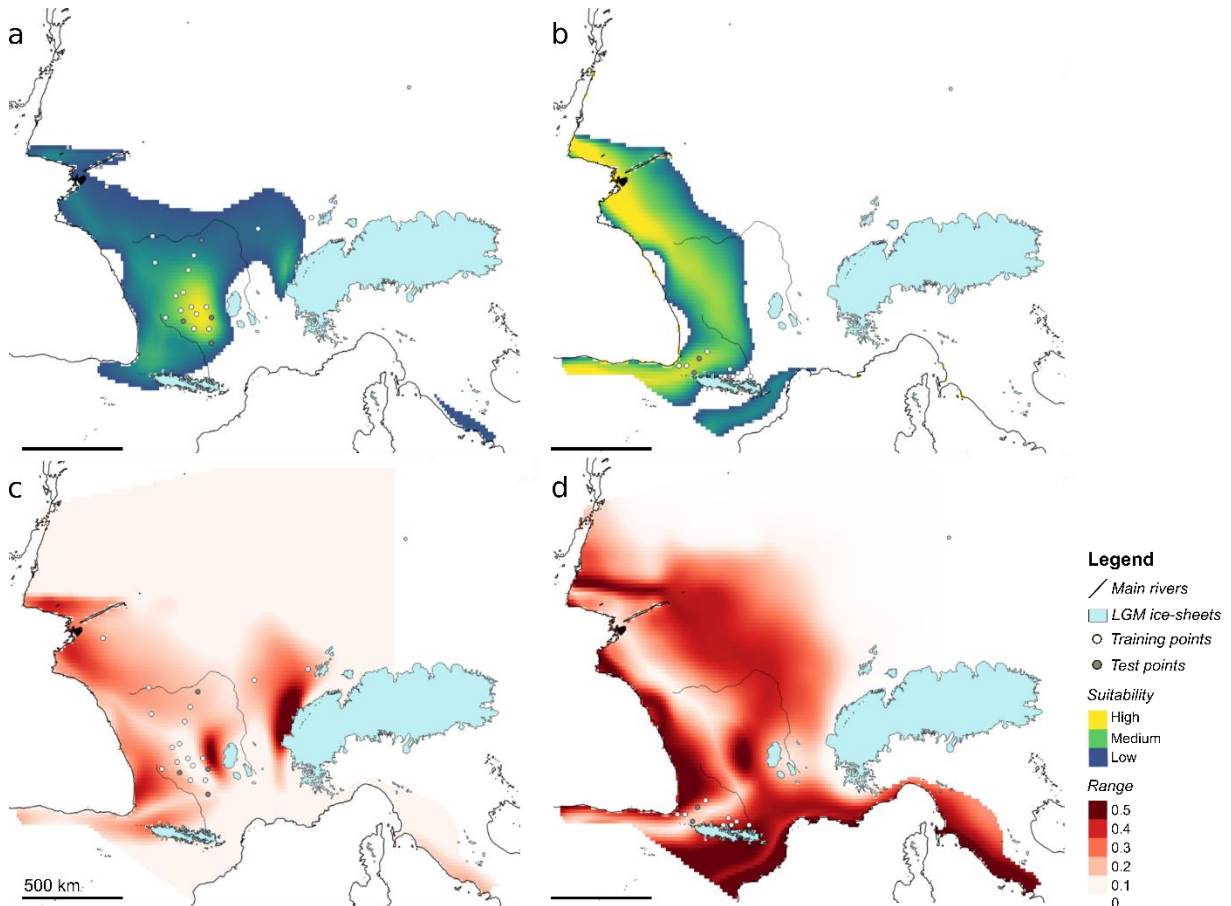 a
b
c
d
500 km
Legend
Main rivers
LGM ice-sheets
Training points
Test points
Suitability
High
Medium
Low
Range
0.5
0.4
0.3
0.2
0.1
0